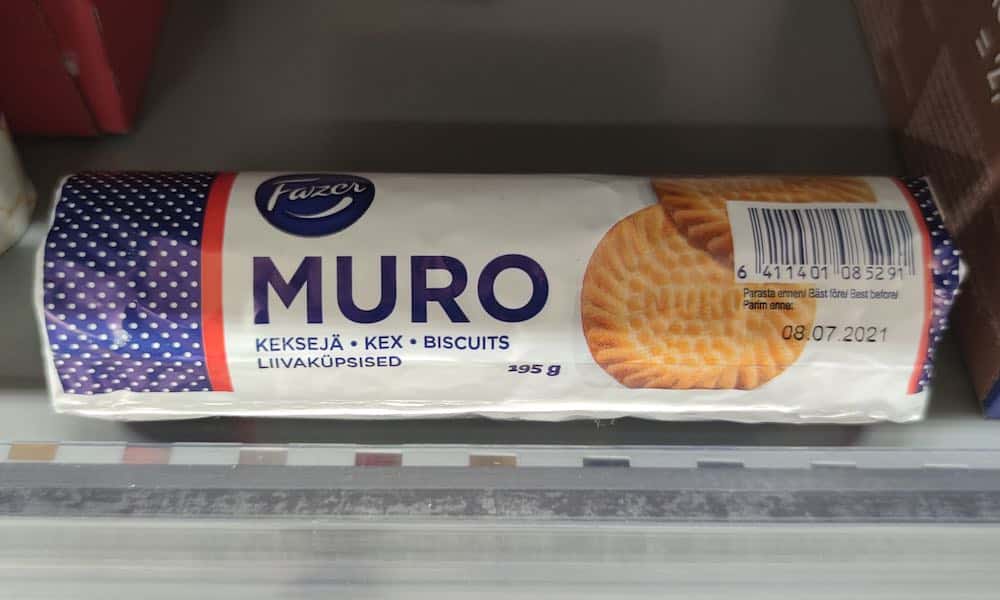 Fazer
MURO
KEKSEJÄ • KEX • BISCUITS
LIIVAKÜPSISED
195 g
6 411401 085291
Parasta ennen/ Bäst före/ Best before/
Parim enne:
08.07.2021